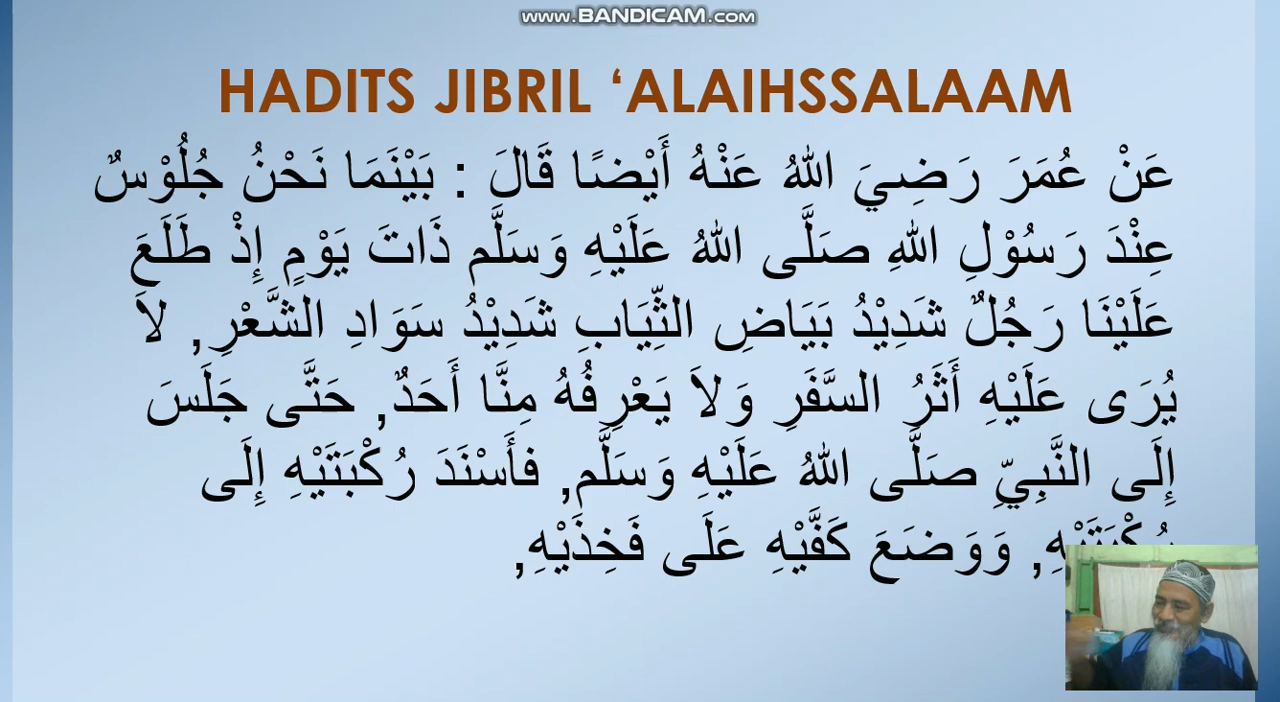 www.BANDICAM.com
HADITS JIBRIL ‘ALAIHSSALAAM
عَنْ عُمَرَ رَضِيَ اللهُ عَنْهُ أَيْضًا قَالَ : بَيْنَمَا نَحْنُ جُلُوْسٌ
عِنْدَ رَسُوْلِ اللهِ صَلَّى اللهُ عَلَيْهِ وَسَلَّم ذَاتَ يَوْمٍ إِذْ طَلَعَ
عَلَيْنَا رَجُلٌ شَدِيْدُ بَيَاضِ الثِّيَابِ شَدِيْدُ سَوَادِ الشَّعْرِ, لاَ
يُرَى عَلَيْهِ أَثَرُ السَّفَرِ وَلاَ يَعْرِفُهُ مِنَّا أَحَدٌ, حَتَّى جَلَسَ
إِلَى النَّبِيِّ صَلَّى اللهُ عَلَيْهِ وَسَلَّم, فأَسْنَدَ رُكْبَتَيْهِ إِلَى
رُكْبَتَيْهِ, وَوَضَعَ كَفَّيْهِ عَلَى فَخِذَيْهِ,